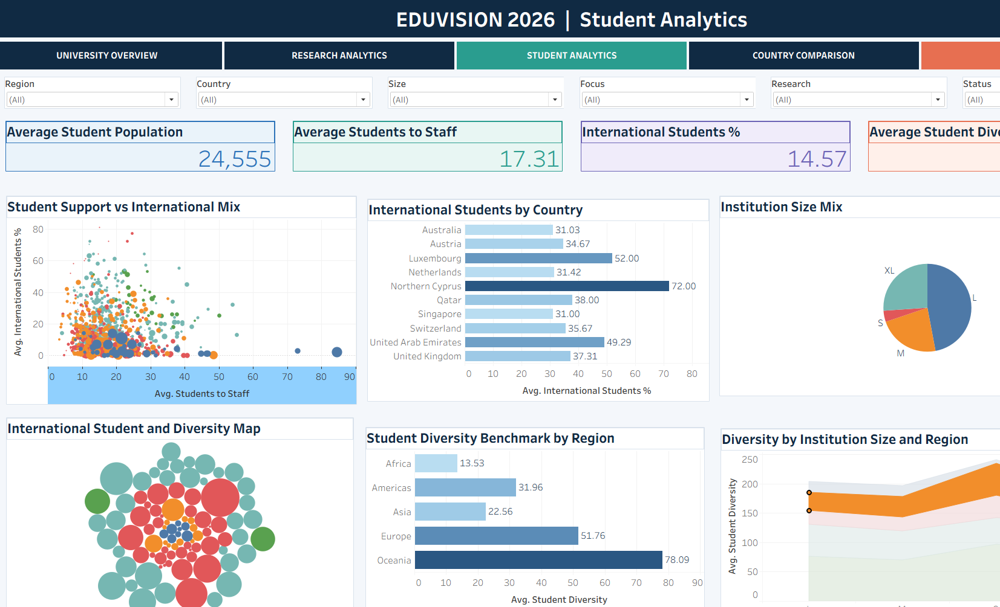 EDUVISION 2026 | Student Analytics
UNIVERSITY OVERVIEW
RESEARCH ANALYTICS
STUDENT ANALYTICS
COUNTRY COMPARISON
Region
Country
Size
Focus
Research
Status
(All)
(All)
(All)
(All)
(All)
(All)
Average Student Population
24,555
Average Students to Staff
17.31
International Students %
14.57
Average Student Dive
Student Support vs International Mix
Avg. International Students %
80
60
40
20
0
0 10 20 30 40 50 60 70 80 90
Avg. Students to Staff
International Students by Country
Australia 31.03
Austria 34.67
Luxembourg 52.00
Netherlands 31.42
Northern Cyprus 72.00
Qatar 38.00
Singapore 31.00
Switzerland 35.67
United Arab Emirates 49.29
United Kingdom 37.31
0 10 20 30 40 50 60 70 80
Avg. International Students %
Institution Size Mix
XL
L
S
M
International Student and Diversity Map
Student Diversity Benchmark by Region
Africa 13.53
Americas 31.96
Asia 22.56
Europe 51.76
Oceania 78.09
0 10 20 30 40 50 60 70 80 90
Avg. Student Diversity
Diversity by Institution Size and Region
Avg. Student Diversity
250
200
150
100
50
0